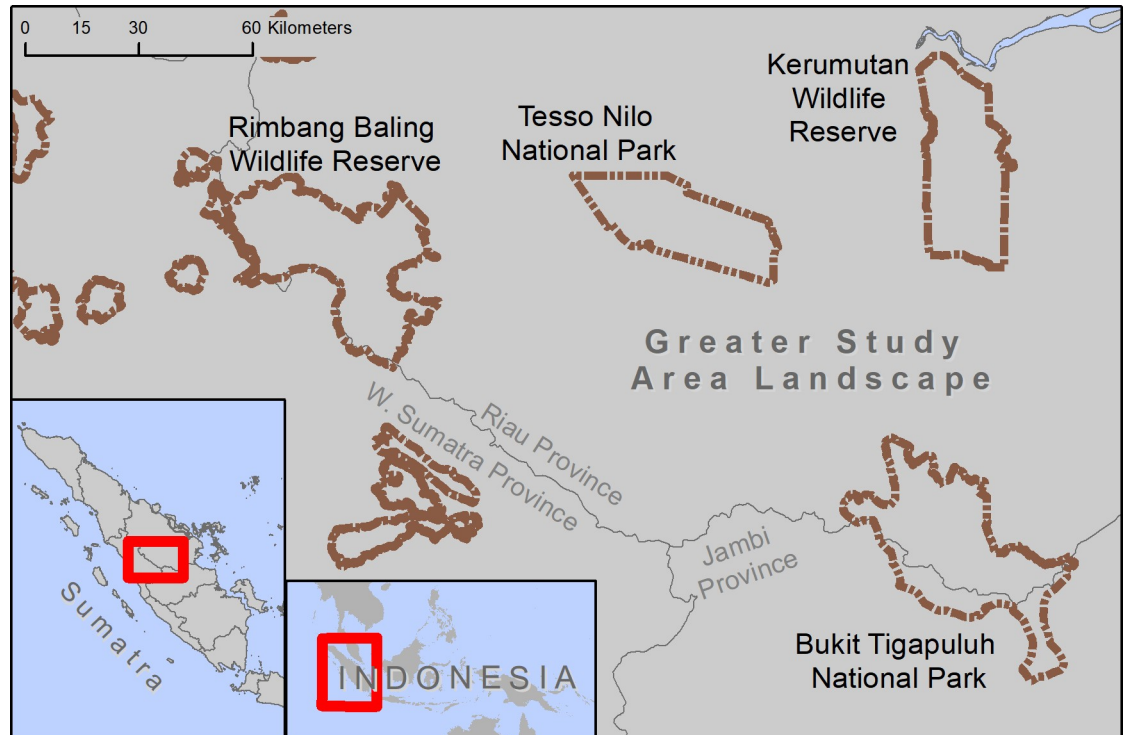 0 15 30 60 Kilometers
Rimbang Baling
Wildlife Reserve
Tesso Nilo
National Park
Kerumutan
Wildlife
Reserve
Greater Study
Area Landscape
Riau Province
W. Sumatra Province
Jambi
Province
Bukit Tigapuluh
National Park
Sumatra
INDONESIA